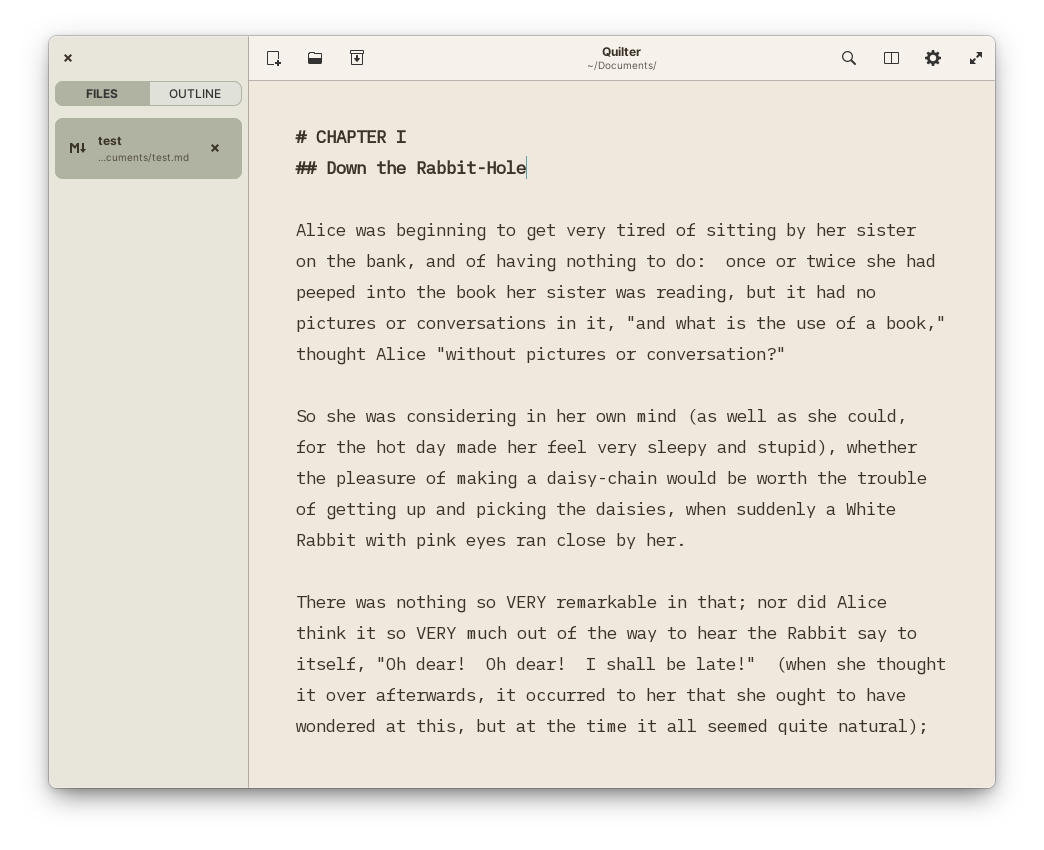 Quilter
~/Documents/
FILES
OUTLINE
M↓
test
...cuments/test.md
# CHAPTER I
## Down the Rabbit-Hole
Alice was beginning to get very tired of sitting by her sister
on the bank, and of having nothing to do:  once or twice she had
peeped into the book her sister was reading, but it had no
pictures or conversations in it, "and what is the use of a book,"
thought Alice "without pictures or conversation?"
So she was considering in her own mind (as well as she could,
for the hot day made her feel very sleepy and stupid), whether
the pleasure of making a daisy-chain would be worth the trouble
of getting up and picking the daisies, when suddenly a White
Rabbit with pink eyes ran close by her.
There was nothing so VERY remarkable in that; nor did Alice
think it so VERY much out of the way to hear the Rabbit say to
itself, "Oh dear!  Oh dear!  I shall be late!"  (when she thought
it over afterwards, it occurred to her that she ought to have
wondered at this, but at the time it all seemed quite natural);